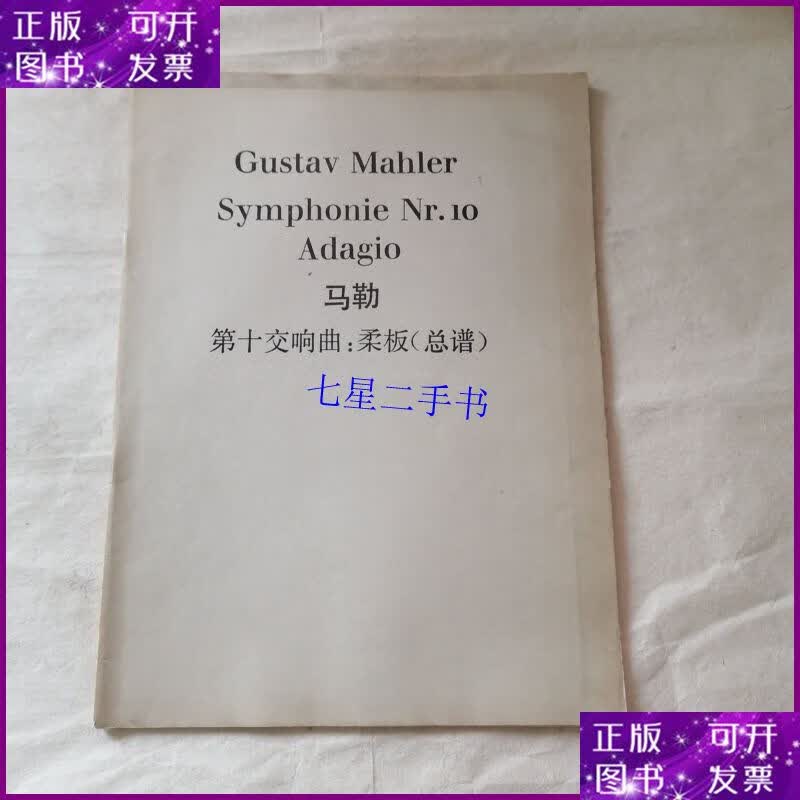 正版 可开
图书 发票
Gustav Mahler
Symphonie Nr. 10
Adagio
马勒
第十交响曲:柔板(总谱)
七星二手书
正版 可开
图书 发票